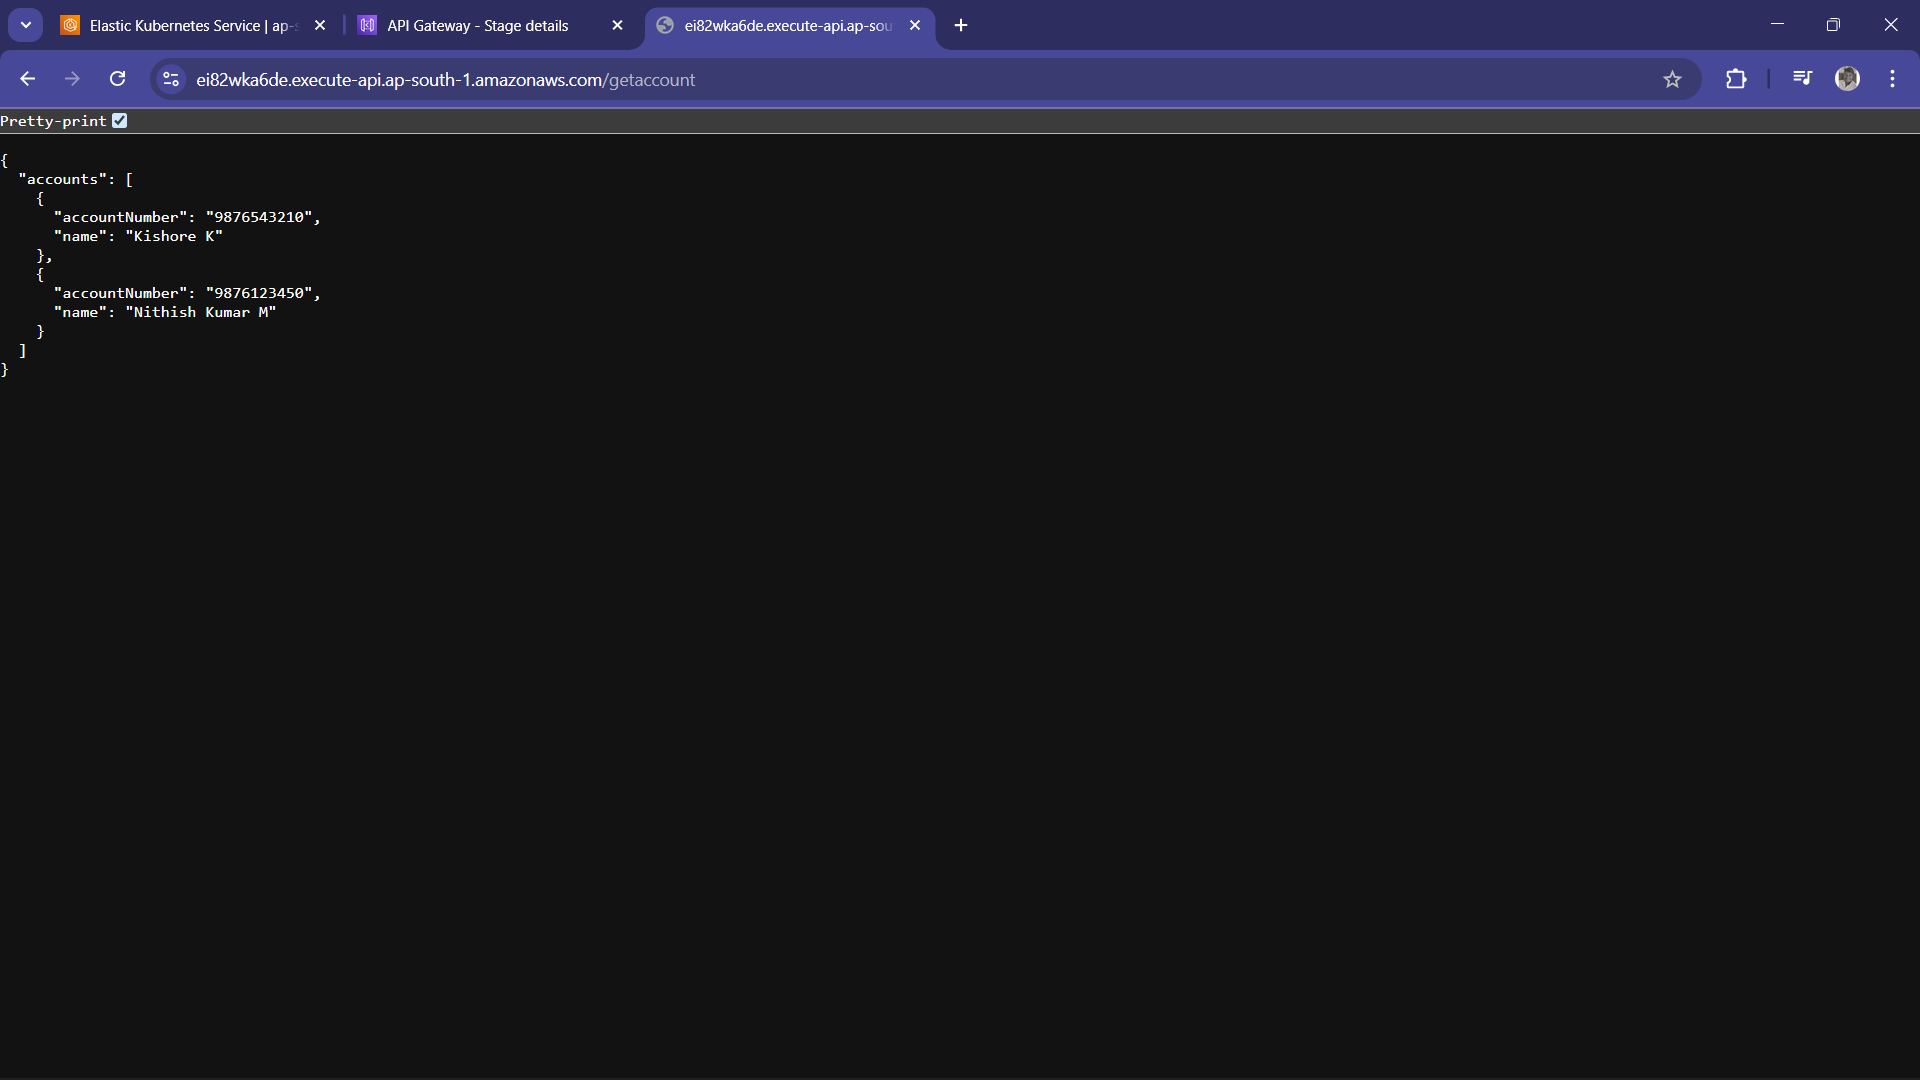 Elastic Kubernetes Service | ap-s
API Gateway - Stage details
ei82wka6de.execute-api.ap-sou
ei82wka6de.execute-api.ap-south-1.amazonaws.com/getaccount
Pretty-print
{
  "accounts": [
    {
      "accountNumber": "9876543210",
      "name": "Kishore K"
    },
    {
      "accountNumber": "9876123450",
      "name": "Nithish Kumar M"
    }
  ]
}